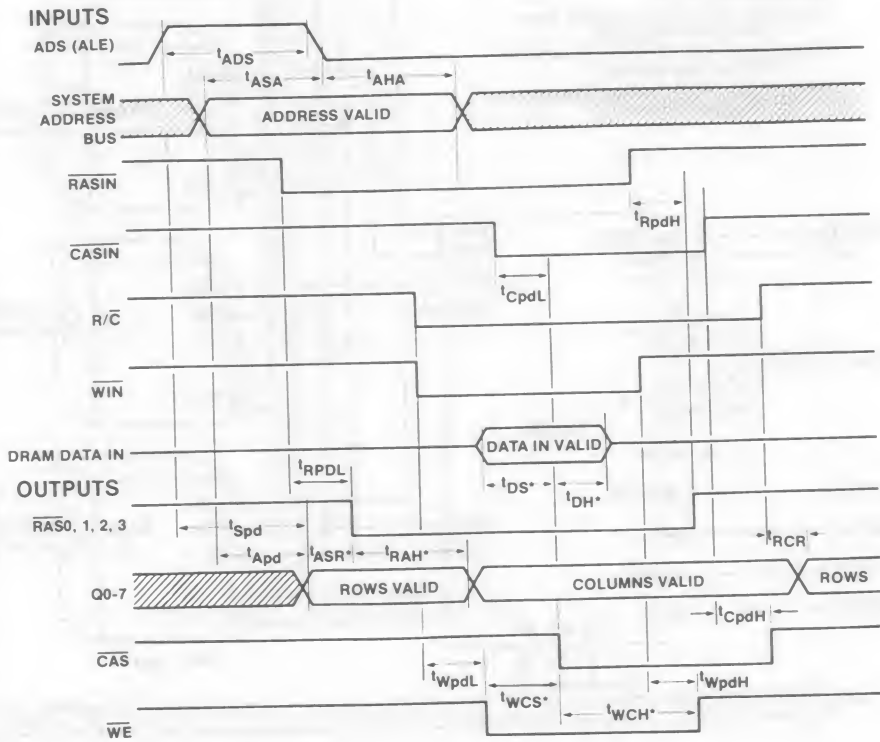 INPUTS
ADS (ALE)
tADS
tASA
tAHA
SYSTEM
ADDRESS
BUS
ADDRESS VALID
RASIN
tRpdH
CASIN
tCpdL
R/C
WIN
DRAM DATA IN
DATA IN VALID
tRPDL
tDS*
tDH*
OUTPUTS
RAS0, 1, 2, 3
tSpd
tRCR
tApd
tASR*
tRAH*
Q0-7
ROWS VALID
COLUMNS VALID
ROWS
tCpdH
CAS
tWpdL
tWCS*
tWpdH
tWCH*
WE